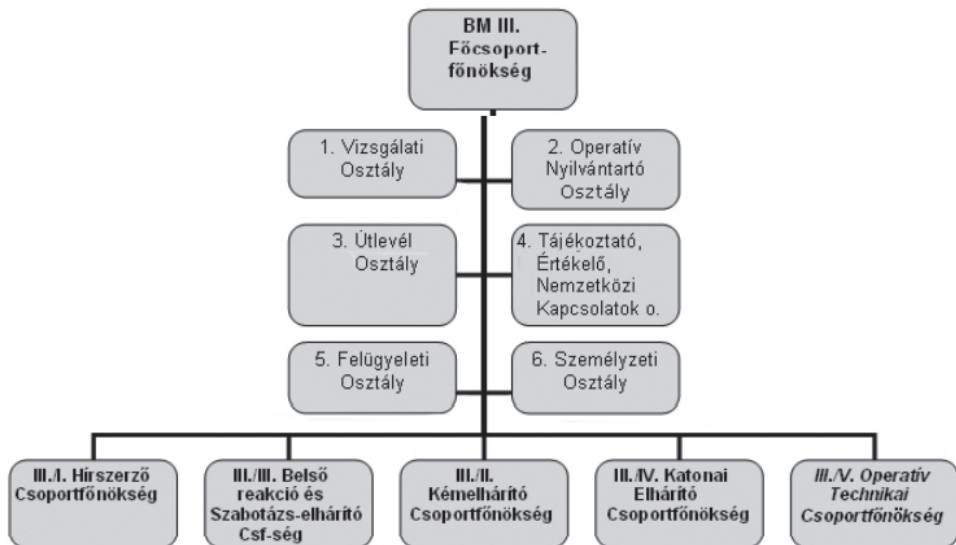 BM III.
Főcsoport-
főnökség
1. Vizsgálati
Osztály
2. Operatív
Nyilvántartó
Osztály
3. Útlevél
Osztály
4. Tájékoztató,
Értékelő,
Nemzetközi
Kapcsolatok o.
5. Felügyeleti
Osztály
6. Személyzeti
Osztály
III./I. Hírszerző
Csoportfőnökség
III./III. Belső
reakció és
Szabotázs-elhárító
Csf-ség
III./II.
Kémelhárító
Csoportfőnökség
III./IV. Katonai
Elhárító
Csoportfőnökség
III./V. Operatív
Technikai
Csoportfőnökség